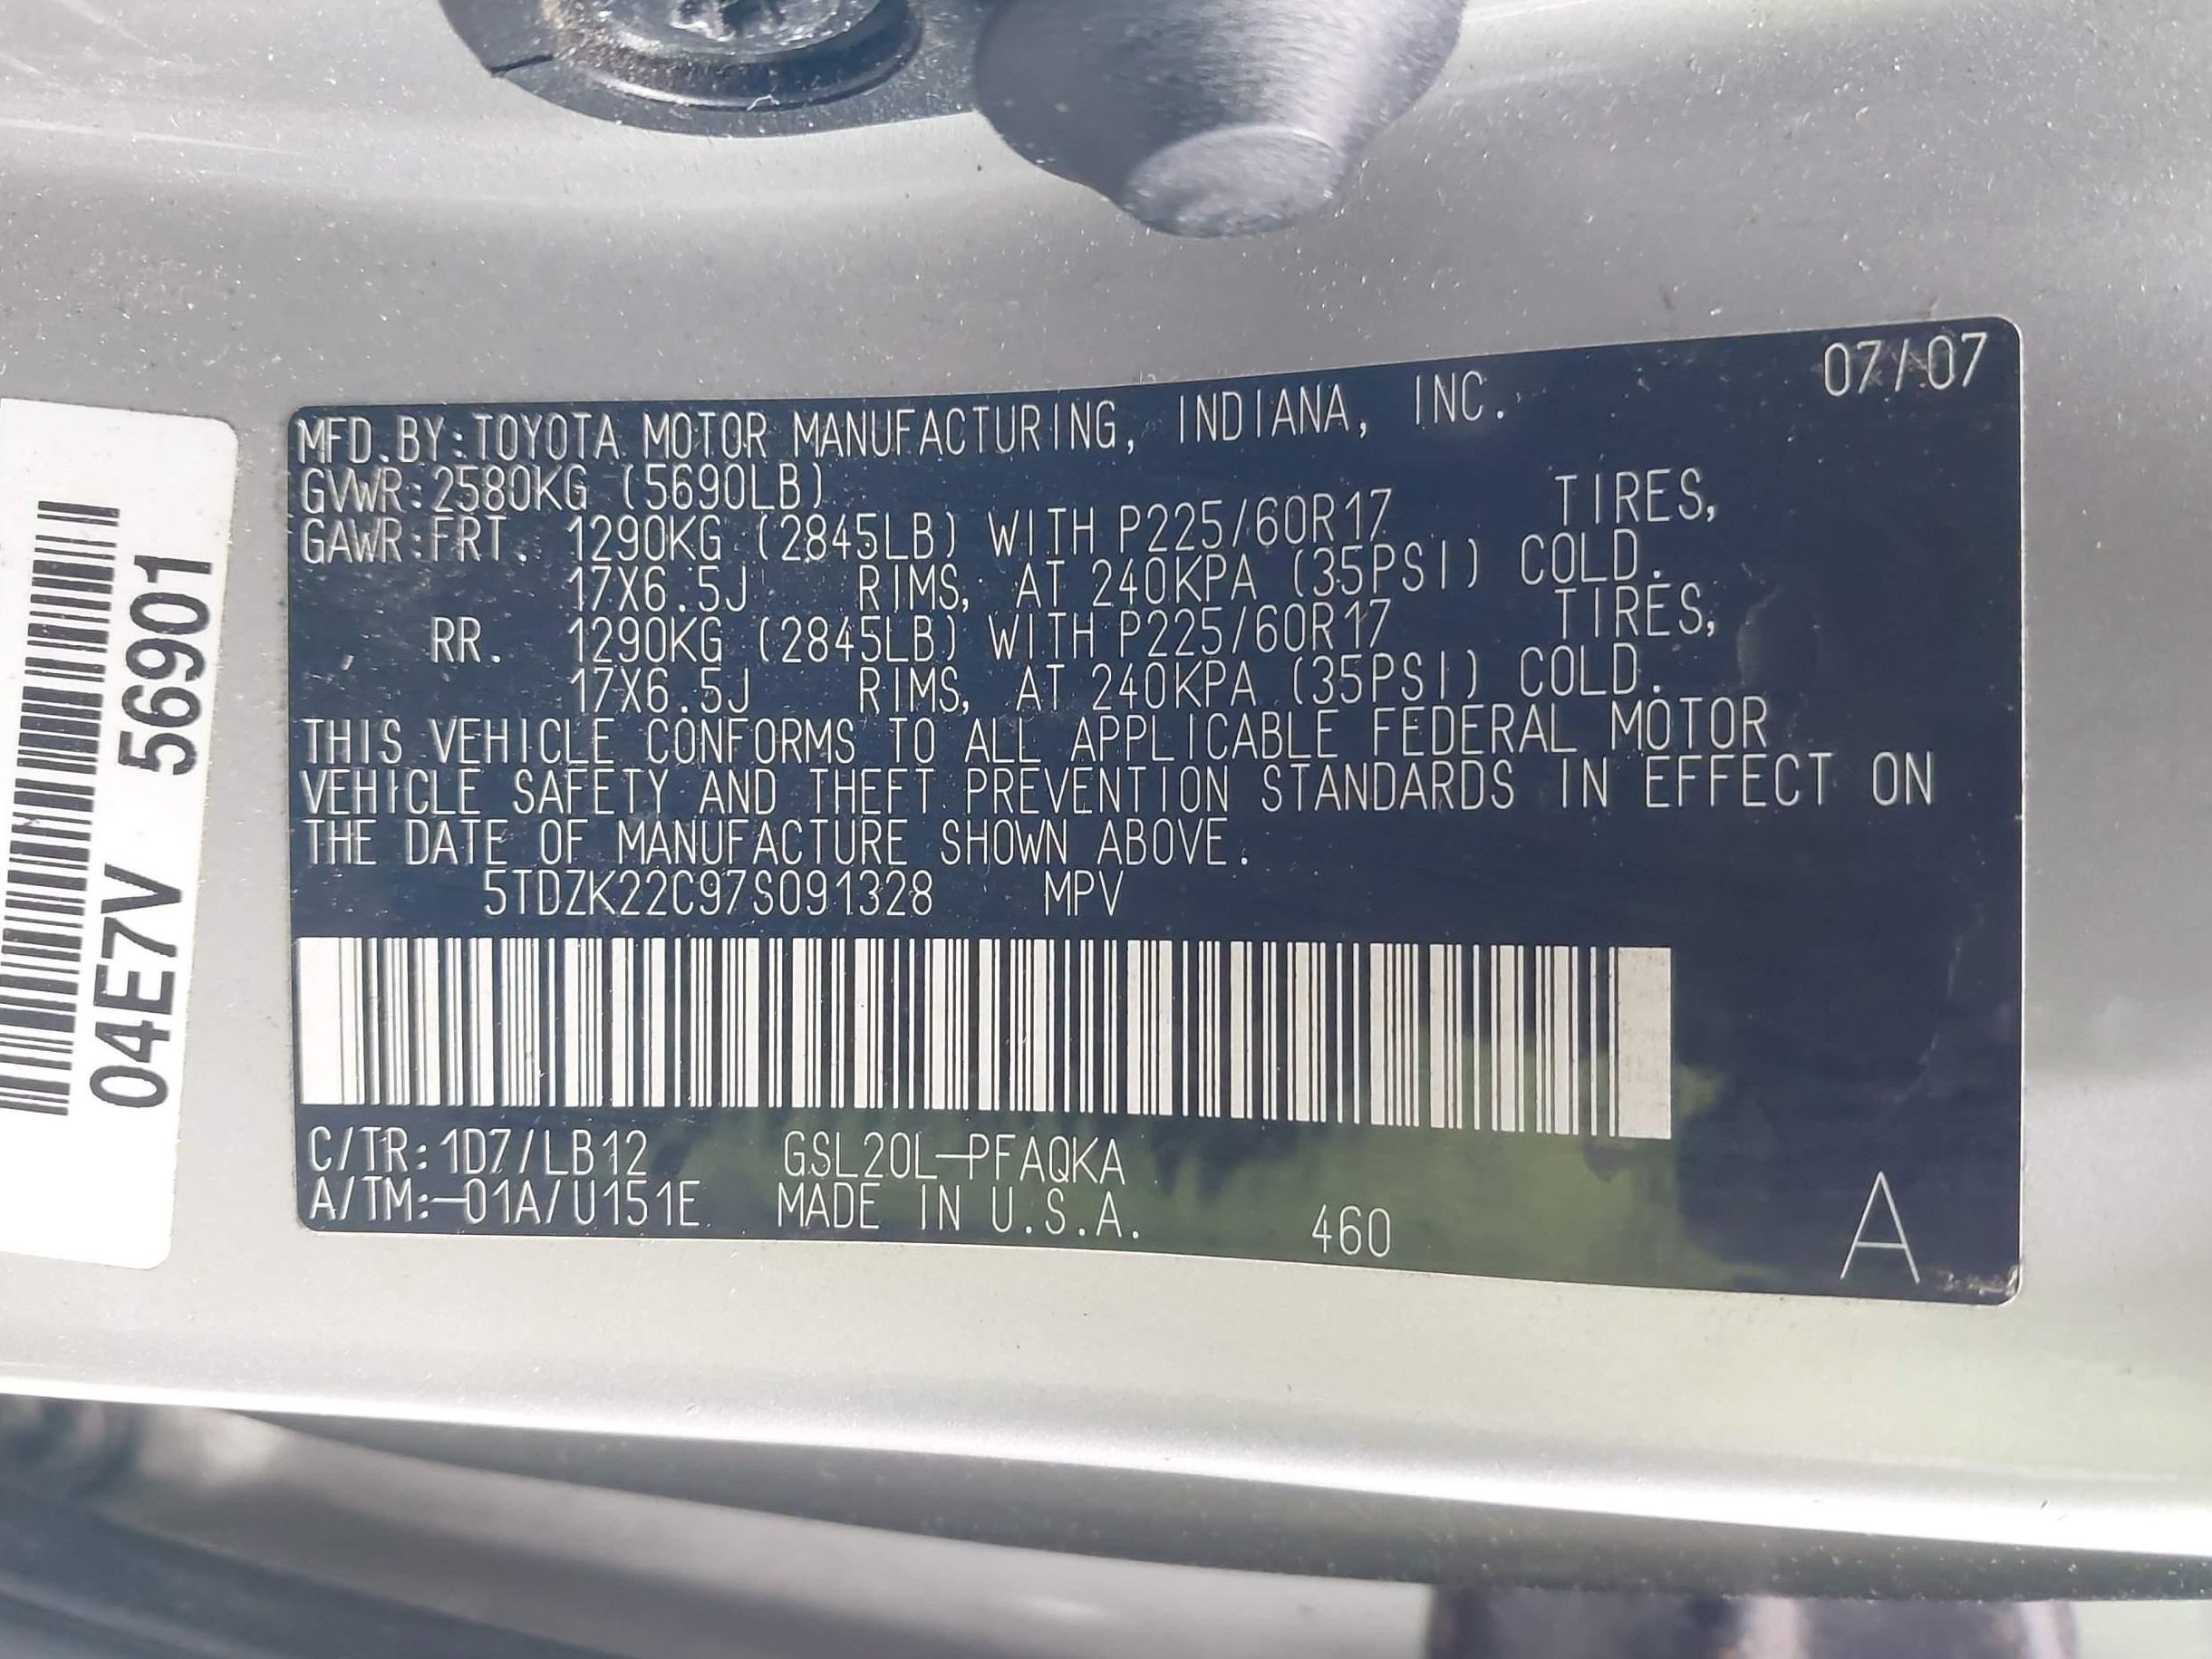 07/07
MFD.BY:TOYOTA MOTOR MANUFACTURING, INDIANA, INC.
GVWR:2580KG (5690LB)
GAWR:FRT. 1290KG (2845LB) WITH P225/60R17 TIRES,
17X6.5J RIMS, AT 240KPA (35PSI) COLD.
RR. 1290KG (2845LB) WITH P225/60R17 TIRES,
17X6.5J RIMS, AT 240KPA (35PSI) COLD.
THIS VEHICLE CONFORMS TO ALL APPLICABLE FEDERAL MOTOR
VEHICLE SAFETY AND THEFT PREVENTION STANDARDS IN EFFECT ON
THE DATE OF MANUFACTURE SHOWN ABOVE.
5TDZK22C97S091328 MPV
C/TR:1D7/LB12 GSL20L-PFAQKA
A/TM:-01A/U151E MADE IN U.S.A. 460
A
04E7V 56901